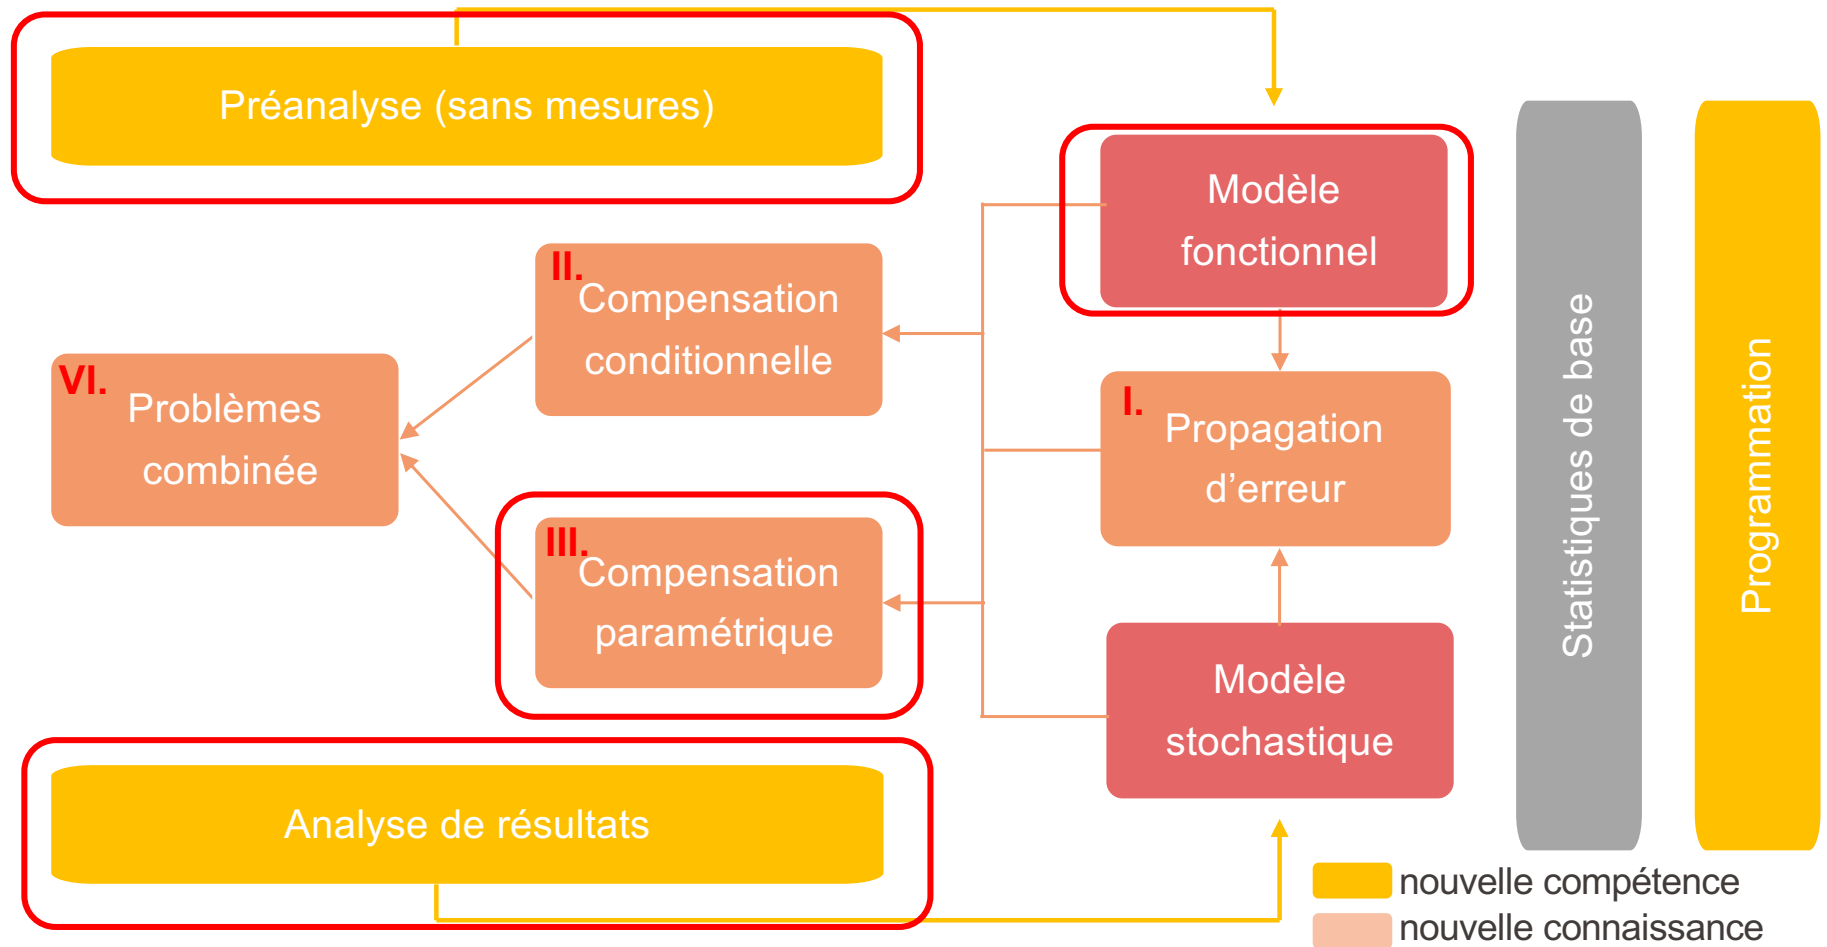 Préanalyse (sans mesures)
Modèle
fonctionnel
II.
Compensation
conditionnelle
VI.
Problèmes
combinée
I.
Propagation
d’erreur
III.
Compensation
paramétrique
Modèle
stochastique
Analyse de résultats
Statistiques de base
Programmation
nouvelle compétence
nouvelle connaissance